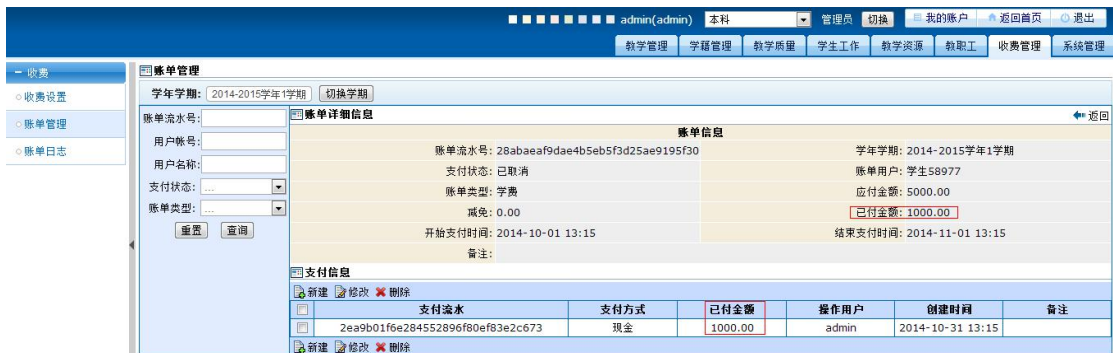 admin(admin) 本科 管理员 切换 我的账户 返回首页 退出
教学管理 学籍管理 教学质量 学生工作 教学资源 教职工 收费管理 系统管理
收费
收费设置
账单管理
账单日志
账单管理
学年学期: 2014-2015学年1学期 切换学期
账单流水号:
用户帐号:
用户名称:
支付状态: ...
账单类型: ...
重置 查询
账单详细信息 返回
账单信息
账单流水号: 28abaeaf9dae4b5eb5f3d25ae9195f30 学年学期: 2014-2015学年1学期
支付状态: 已取消 账单用户: 学生58977
账单类型: 学费 应付金额: 5000.00
减免: 0.00 已付金额: 1000.00
开始支付时间: 2014-10-01 13:15 结束支付时间: 2014-11-01 13:15
备注:
支付信息
新建 修改 删除
支付流水 支付方式 已付金额 操作用户 创建时间 备注
2ea9b01f6e284552896f80ef83e2c673 现金 1000.00 admin 2014-10-31 13:15
新建 修改 删除